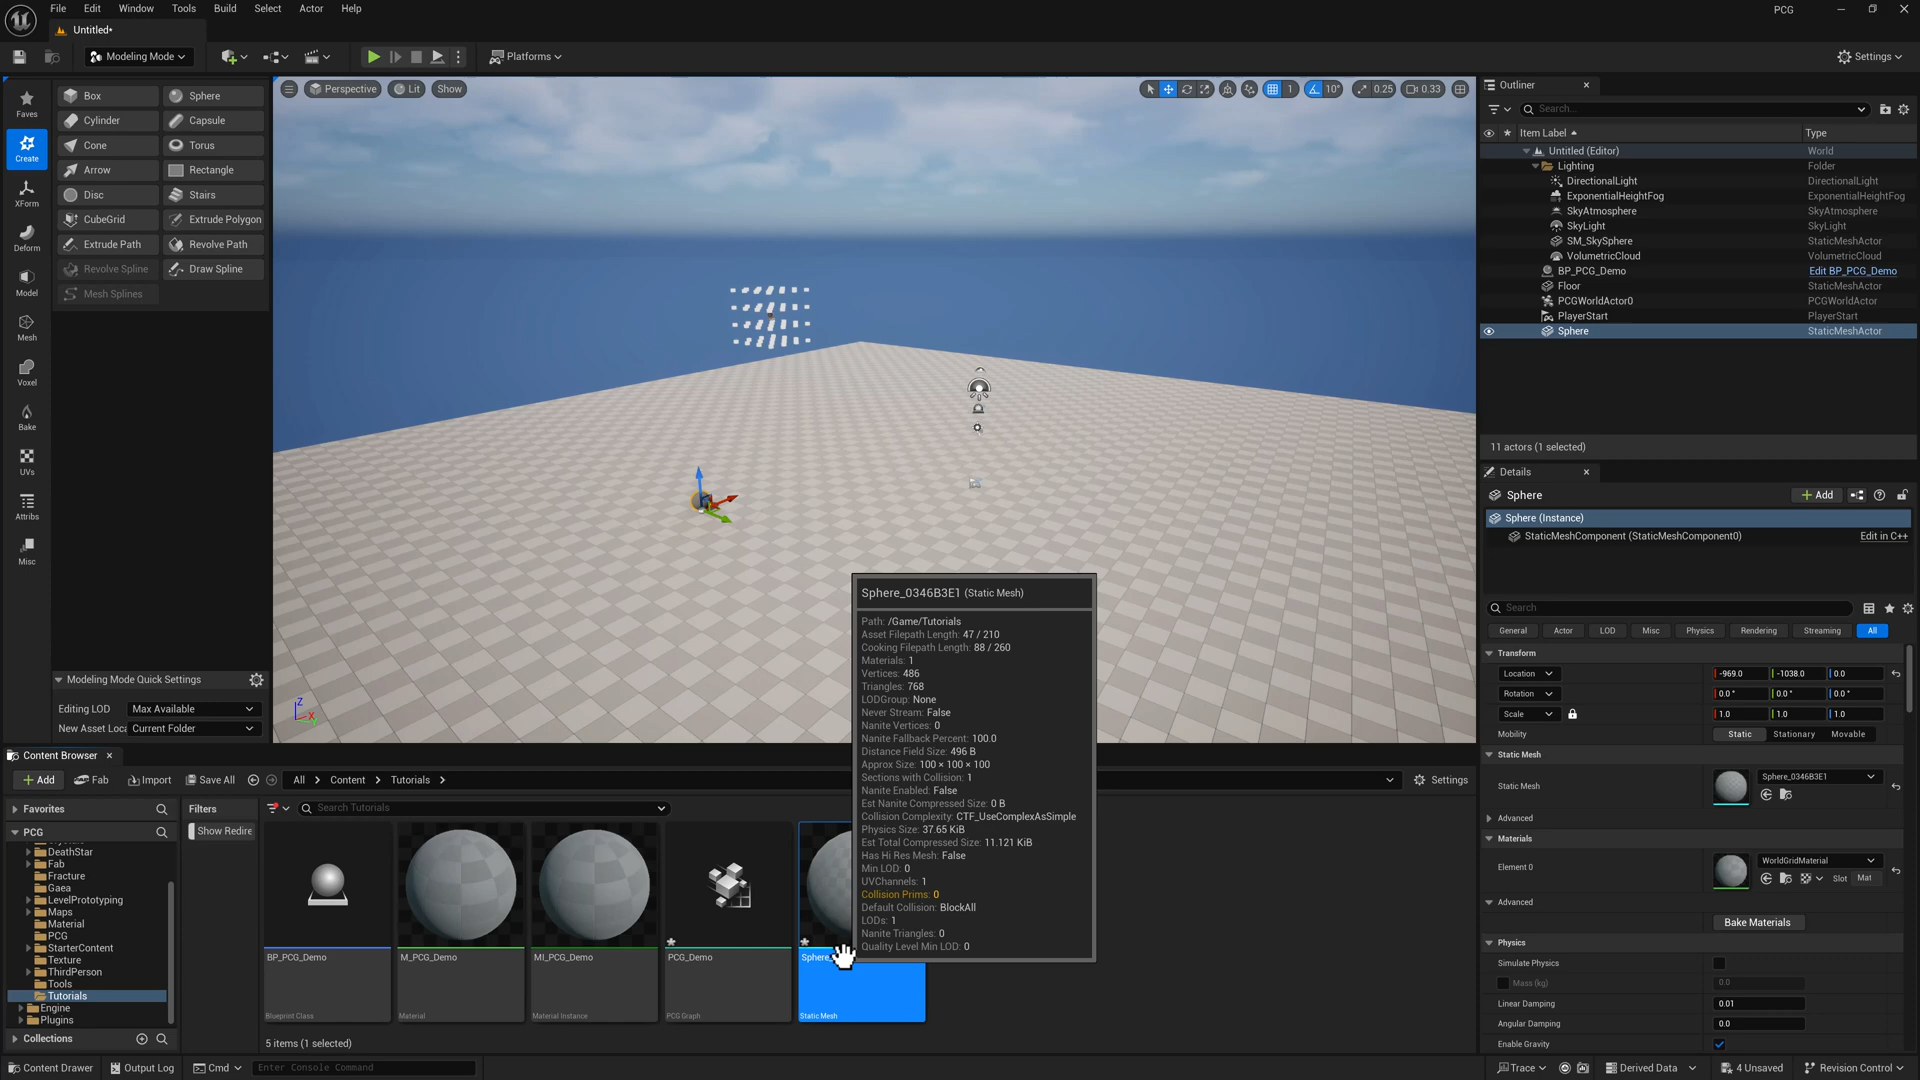 File Edit Window Tools Build Select Actor Help
PCG
Untitled*
Modeling Mode
Platforms
Settings
Faves
Create
XForm
Deform
Model
Mesh
Voxel
Bake
UVs
Attribs
Misc
Box Sphere
Cylinder Capsule
Cone Torus
Arrow Rectangle
Disc Stairs
CubeGrid Extrude Polygon
Extrude Path Revolve Path
Revolve Spline Draw Spline
Mesh Splines
Modeling Mode Quick Settings
Editing LOD Max Available
New Asset Loca Current Folder
Perspective Lit Show
1 10° 0.25 0.33
Z
X
Outliner
Search...
Item Label Type
Untitled (Editor) World
Lighting Folder
DirectionalLight DirectionalLight
ExponentialHeightFog ExponentialHeightFog
SkyAtmosphere SkyAtmosphere
SkyLight SkyLight
SM_SkySphere StaticMeshActor
VolumetricCloud VolumetricCloud
BP_PCG_Demo Edit BP_PCG_Demo
Floor StaticMeshActor
PCGWorldActor0 PCGWorldActor
PlayerStart PlayerStart
Sphere StaticMeshActor
11 actors (1 selected)
Details
Sphere
Add
Sphere (Instance)
StaticMeshComponent (StaticMeshComponent0) Edit in C++
Search
General Actor LOD Misc Physics Rendering Streaming All
Transform
Location -969.0 -1038.0 0.0
Rotation 0.0° 0.0° 0.0°
Scale 1.0 1.0 1.0
Mobility Static Stationary Movable
Static Mesh
Static Mesh Sphere_0346B3E1
Advanced
Materials
Element 0 WorldGridMaterial
Slot Mat
Advanced
Bake Materials
Physics
Simulate Physics
Mass (kg) 0.0
Linear Damping 0.01
Angular Damping 0.0
Enable Gravity
Sphere_0346B3E1 (Static Mesh)
Path: /Game/Tutorials
Asset Filepath Length: 47 / 210
Cooking Filepath Length: 88 / 260
Materials: 1
Vertices: 486
Triangles: 768
LODGroup: None
Never Stream: False
Nanite Vertices: 0
Nanite Fallback Percent: 100.0
Distance Field Size: 496 B
Approx Size: 100 × 100 × 100
Sections with Collision: 1
Nanite Enabled: False
Est Nanite Compressed Size: 0 B
Collision Complexity: CTF_UseComplexAsSimple
Physics Size: 37.65 KiB
Est Total Compressed Size: 11.121 KiB
Has Hi Res Mesh: False
Min LOD: 0
UVChannels: 1
Collision Prims: 0
Default Collision: BlockAll
LODs: 1
Nanite Triangles: 0
Quality Level Min LOD: 0
Content Browser
Add Fab Import Save All All Content Tutorials
Settings
Favorites
PCG
DeathStar
Fab
Fracture
Gaea
LevelPrototyping
Maps
Material
PCG
StarterContent
Texture
ThirdPerson
Tools
Tutorials
Engine
Plugins
Collections
Filters
Show Redire
Search Tutorials
BP_PCG_Demo
Blueprint Class
M_PCG_Demo
Material
MI_PCG_Demo
Material Instance
PCG_Demo
PCG Graph
Sphere_
Static Mesh
5 items (1 selected)
Content Drawer Output Log Cmd Enter Console Command
Trace Derived Data 4 Unsaved Revision Control